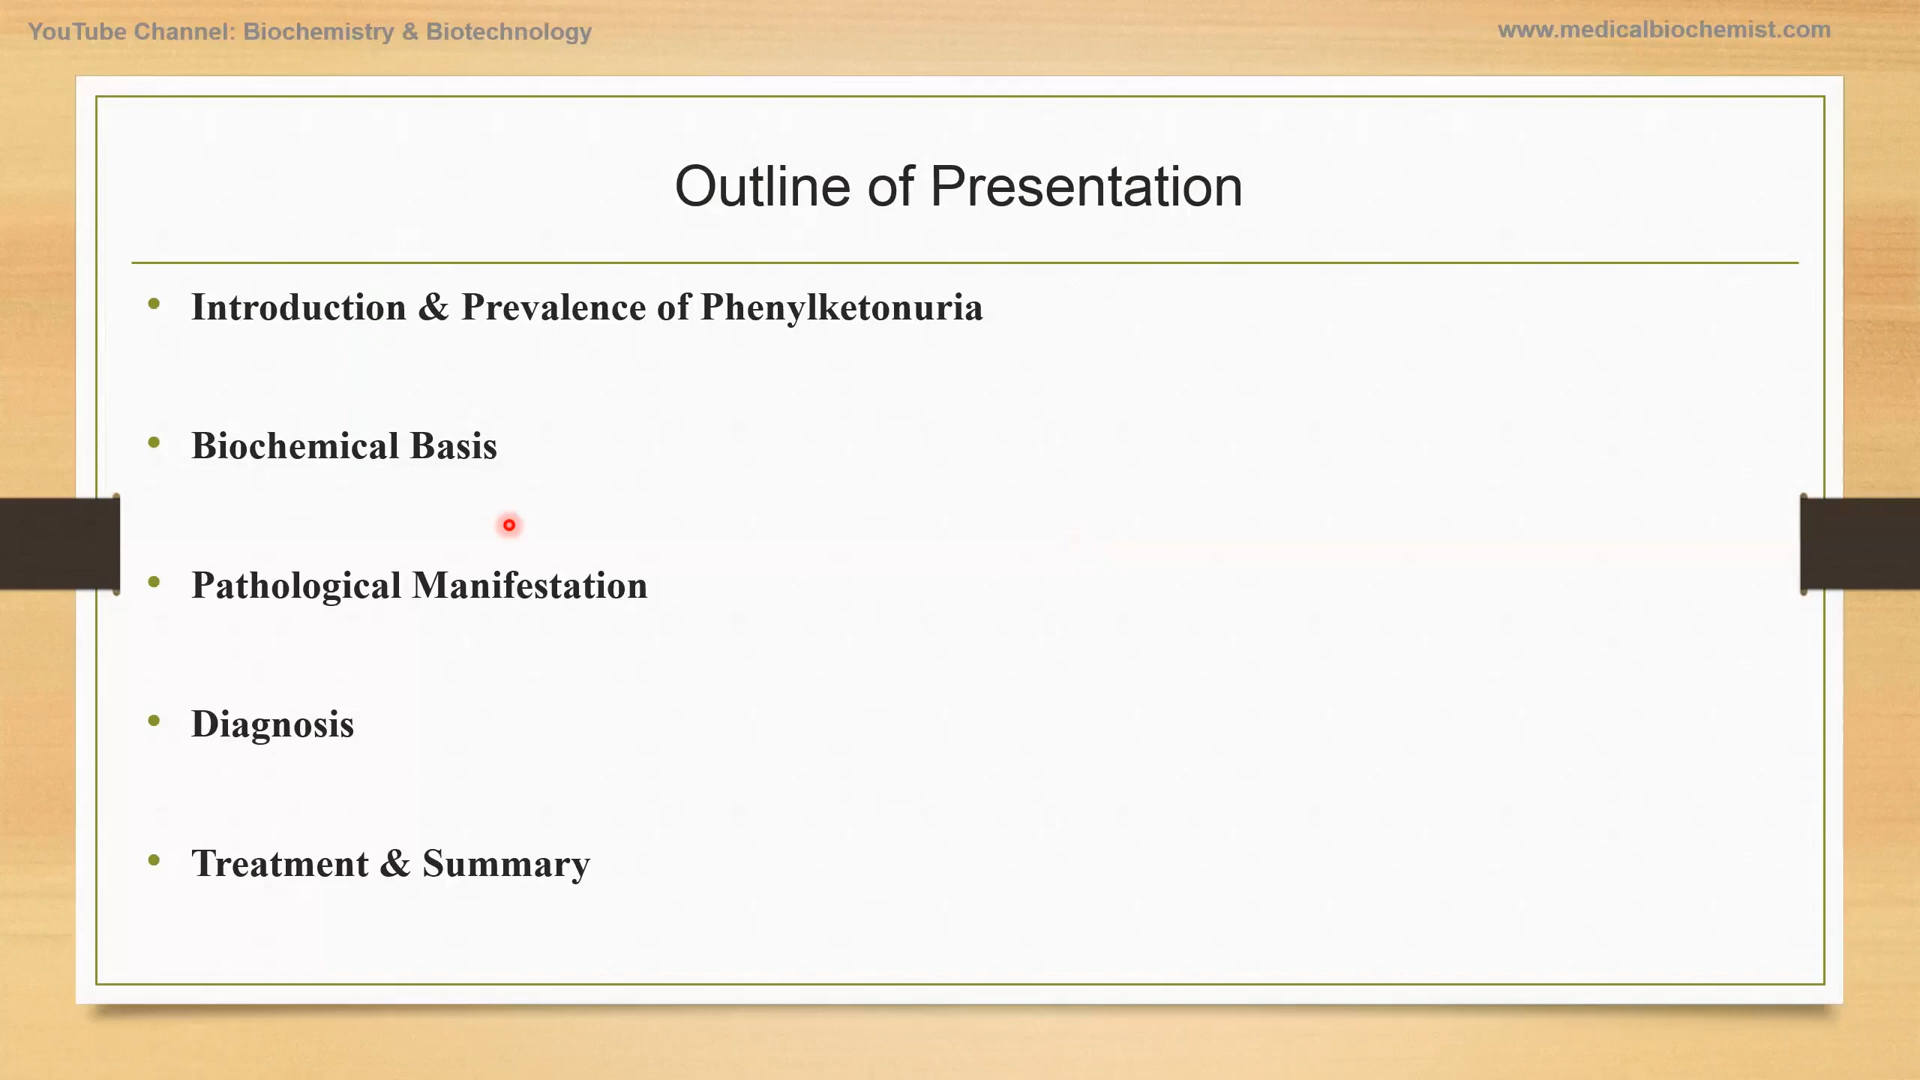 YouTube Channel: Biochemistry & Biotechnology
www.medicalbiochemist.com
Outline of Presentation
• Introduction & Prevalence of Phenylketonuria
• Biochemical Basis
• Pathological Manifestation
• Diagnosis
• Treatment & Summary